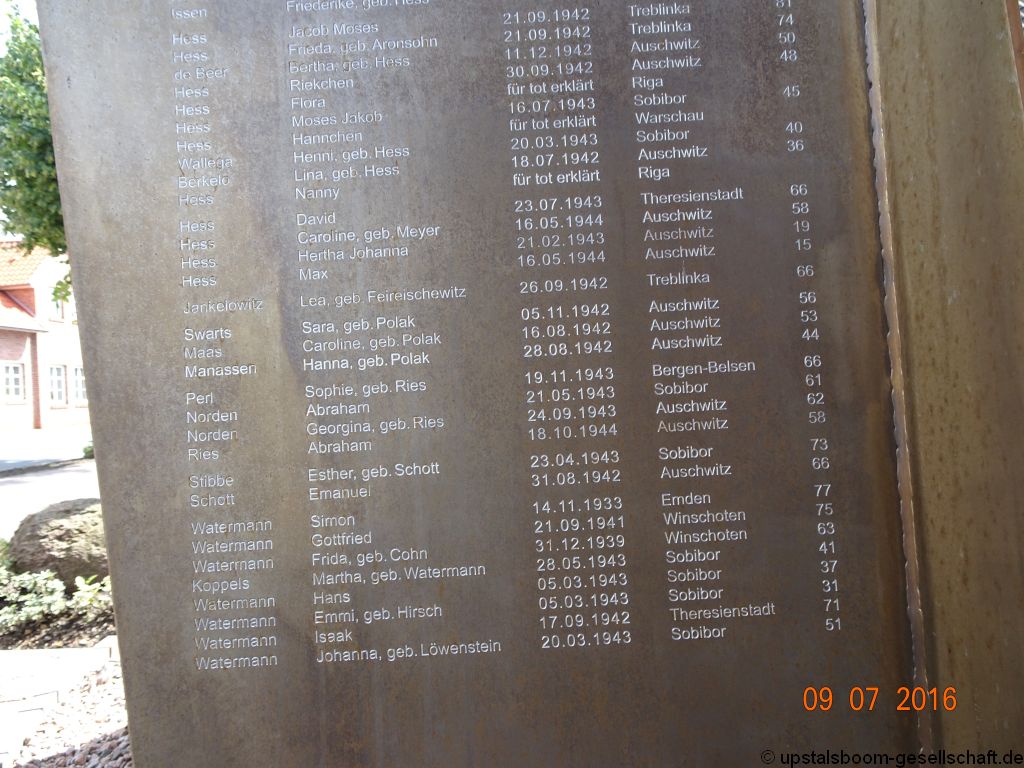 Issen Friederike, geb. Hess
Hess Jacob Moses 21.09.1942 Treblinka 81
Hess Frieda, geb. Aronsohn 21.09.1942 Treblinka 74
de Beer Bertha, geb. Hess 11.12.1942 Auschwitz 50
Hess Riekchen 30.09.1942 Auschwitz 48
Hess Flora für tot erklärt Riga
Hess Moses Jakob 16.07.1943 Sobibor 45
Hess Hannchen für tot erklärt Warschau
Wallega Henni, geb. Hess 20.03.1943 Sobibor 40
Berkelo Lina, geb. Hess 18.07.1942 Auschwitz 36
Hess Nanny für tot erklärt Riga
Hess David 23.07.1943 Theresienstadt 66
Hess Caroline, geb. Meyer 16.05.1944 Auschwitz 58
Hess Hertha Johanna 21.02.1943 Auschwitz 19
Hess Max 16.05.1944 Auschwitz 15
Jankelowitz Lea, geb. Feireischewitz 26.09.1942 Treblinka 66
Swarts Sara, geb. Polak 05.11.1942 Auschwitz 56
Maas Caroline, geb. Polak 16.08.1942 Auschwitz 53
Manassen Hanna, geb. Polak 28.08.1942 Auschwitz 44
Perl Sophie, geb. Ries 19.11.1943 Bergen-Belsen 66
Norden Abraham 21.05.1943 Sobibor 61
Norden Georgina, geb. Ries 24.09.1943 Auschwitz 62
Ries Abraham 18.10.1944 Auschwitz 58
Stibbe Esther, geb. Schott 23.04.1943 Sobibor 73
Schott Emanuel 31.08.1942 Auschwitz 66
Watermann Simon 14.11.1933 Emden 77
Watermann Gottfried 21.09.1941 Winschoten 75
Watermann Frida, geb. Cohn 31.12.1939 Winschoten 63
Koppels Martha, geb. Watermann 28.05.1943 Sobibor 41
Watermann Hans 05.03.1943 Sobibor 37
Watermann Emmi, geb. Hirsch 05.03.1943 Sobibor 31
Watermann Isaak 17.09.1942 Theresienstadt 71
Watermann Johanna, geb. Löwenstein 20.03.1943 Sobibor 51
09 07 2016
© upstalsboom-gesellschaft.de